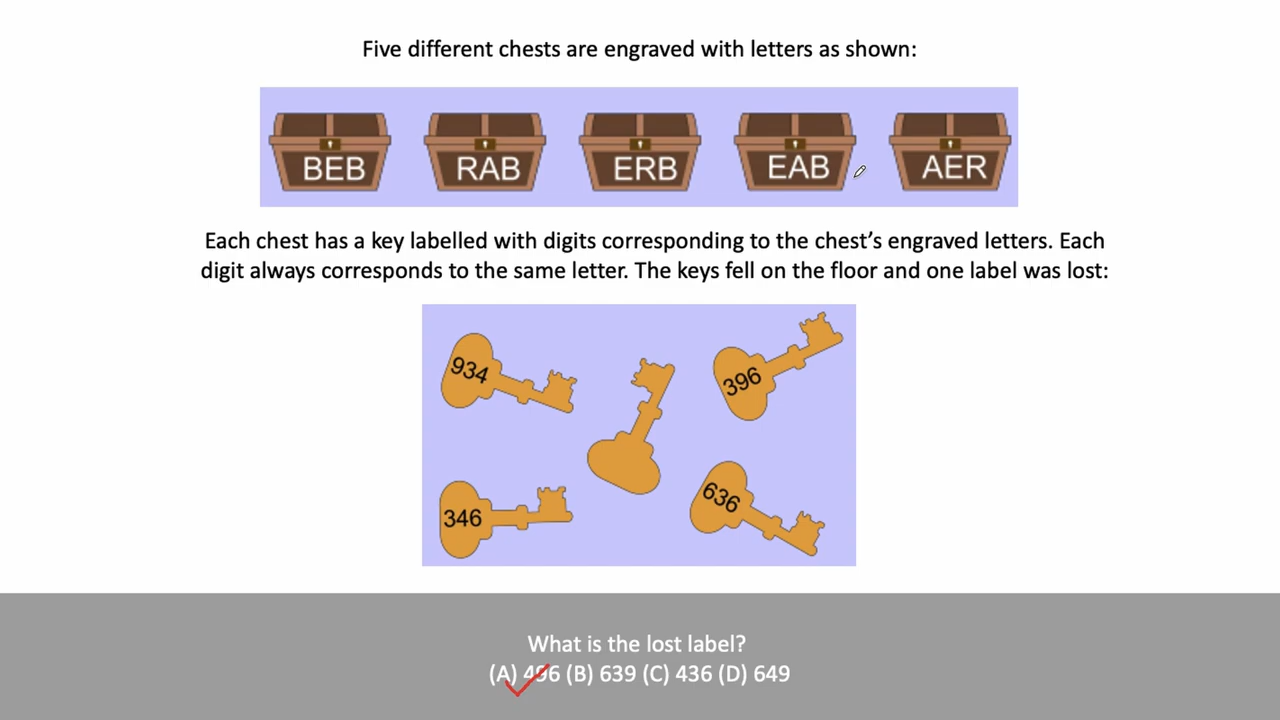 Five different chests are engraved with letters as shown:
BEB RAB ERB EAB AER
Each chest has a key labelled with digits corresponding to the chest’s engraved letters. Each
digit always corresponds to the same letter. The keys fell on the floor and one label was lost:
934
396
346
636
What is the lost label?
(A) 496 (B) 639 (C) 436 (D) 649